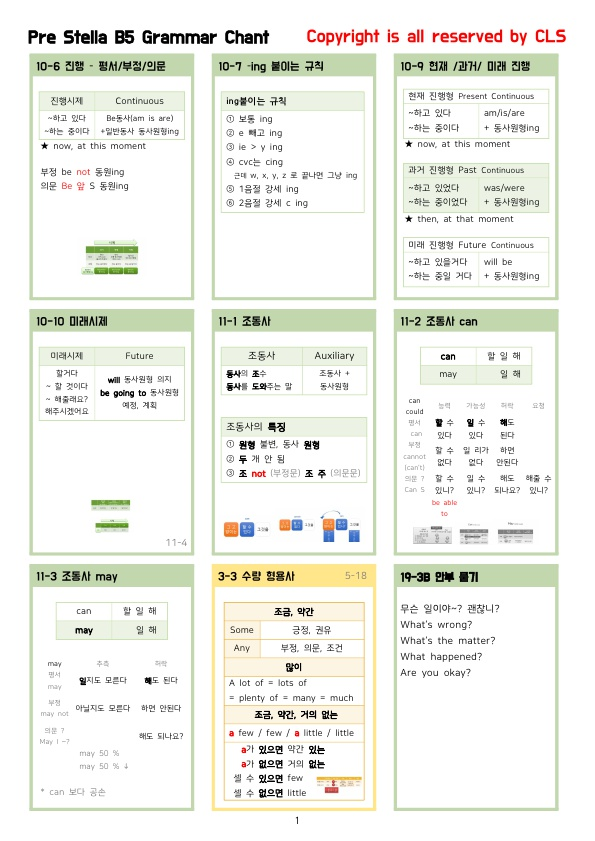 Pre Stella B5 Grammar Chant
Copyright is all reserved by CLS
10-6 진행 - 평서/부정/의문
진행시제 Continuous
~하고 있다 Be동사(am is are)
~하는 중이다 +일반동사 동사원형ing
★ now, at this moment
부정 be not 동원ing
의문 Be 앞 S 동원ing
10-7 -ing 붙이는 규칙
ing붙이는 규칙
① 보통 ing
② e 빼고 ing
③ ie > y ing
④ cvc는 cing
근데 w, x, y, z 로 끝나면 그냥 ing
⑤ 1음절 강세 ing
⑥ 2음절 강세 c ing
10-9 현재 /과거/ 미래 진행
현재 진행형 Present Continuous
~하고 있다 am/is/are
~하는 중이다 + 동사원형ing
★ now, at this moment
과거 진행형 Past Continuous
~하고 있었다 was/were
~하는 중이었다 + 동사원형ing
★ then, at that moment
미래 진행형 Future Continuous
~하고 있을거다 will be
~하는 중일 거다 + 동사원형ing
10-10 미래시제
미래시제 Future
할거다
~ 할 것이다
~ 해줄래요?
해주시겠어요
will 동사원형 의지
be going to 동사원형
예정, 계획
11-4
11-1 조동사
조동사 Auxiliary
동사의 조수 조동사 +
동사를 도와주는 말 동사원형
조동사의 특징
① 원형 불변, 동사 원형
② 두 개 안 됨
③ 조 not (부정문) 조 주 (의문문)
11-2 조동사 can
can 할 일 해
may 일 해
can
could
능력 가능성 허락 요청
평서
can
할 수 있다
일 수 있다
해도 된다
부정
cannot
(can't)
할 수 없다
일 리가 없다
하면 안된다
의문 ?
Can S
할 수 있니?
일 수 있니?
해도 되나요?
해줄 수 있니?
be able
to
11-3 조동사 may
can 할 일 해
may 일 해
may 추측 허락
평서
may
일지도 모른다 해도 된다
부정
may not
아닐지도 모른다 하면 안된다
의문 ?
May I ~?
해도 되나요?
may 50 %
may 50 % ↓
* can 보다 공손
3-3 수량 형용사 5-18
조금, 약간
Some 긍정, 권유
Any 부정, 의문, 조건
많이
A lot of = lots of
= plenty of = many = much
조금, 약간, 거의 없는
a few / few / a little / little
a가 있으면 약간 있는
a가 없으면 거의 없는
셀 수 있으면 few
셀 수 없으면 little
19-3B 안부 묻기
무슨 일이야~? 괜찮니?
What's wrong?
What's the matter?
What happened?
Are you okay?
1